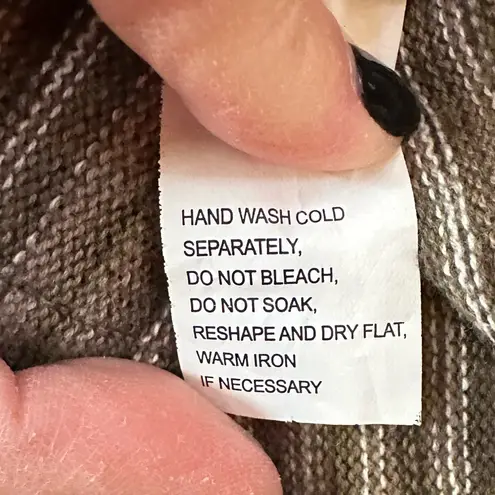 HAND WASH COLD
SEPARATELY,
DO NOT BLEACH,
DO NOT SOAK,
RESHAPE AND DRY FLAT,
WARM IRON
IF NECESSARY